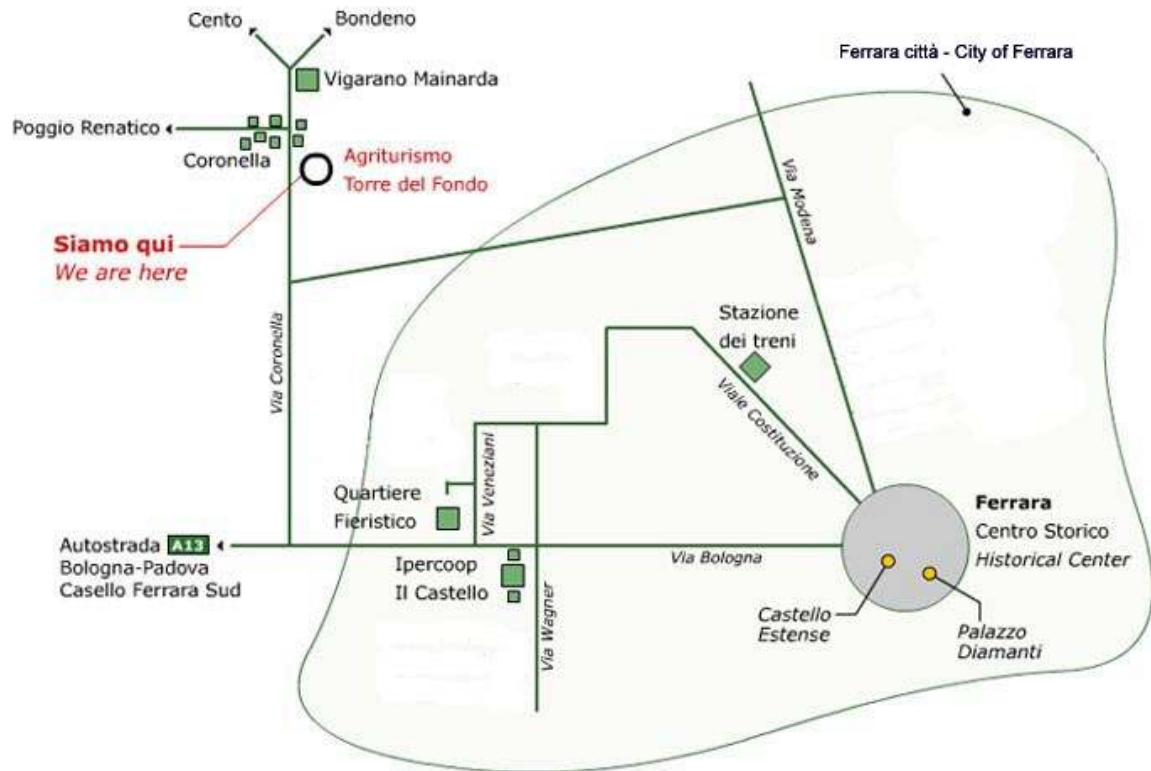 Cento
Bondeno
Ferrara città - City of Ferrara
Vigarano Mainarda
Poggio Renatico
Coronella
Agriturismo
Torre del Fondo
Siamo qui
We are here
Via Modena
Via Coronella
Stazione
dei treni
Viale Costituzione
Quartiere
Fieristico
Via Veneziani
Ferrara
Centro Storico
Historical Center
Autostrada A13
Bologna-Padova
Casello Ferrara Sud
Ipercoop
Il Castello
Via Wagner
Via Bologna
Castello
Estense
Palazzo
Diamanti